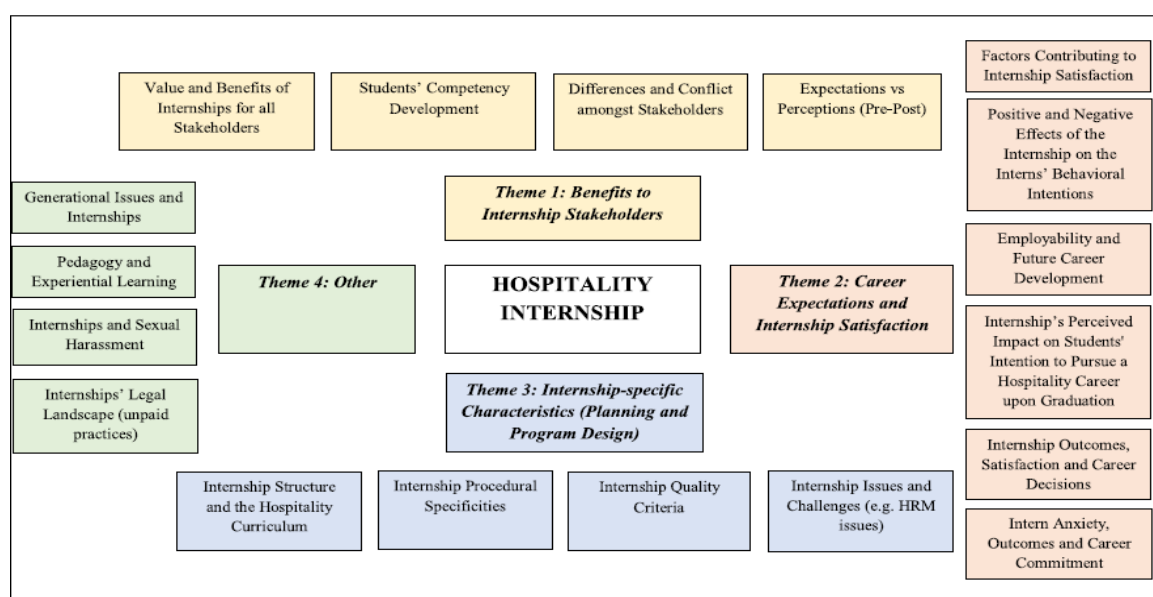 Value and Benefits of
Internships for all
Stakeholders
Students' Competency
Development
Differences and Conflict
amongst Stakeholders
Expectations vs
Perceptions (Pre-Post)
Factors Contributing to
Internship Satisfaction
Positive and Negative
Effects of the
Internship on the
Interns' Behavioral
Intentions
Employability and
Future Career
Development
Internship's Perceived
Impact on Students'
Intention to Pursue a
Hospitality Career
upon Graduation
Internship Outcomes,
Satisfaction and Career
Decisions
Intern Anxiety,
Outcomes and Career
Commitment
Theme 1: Benefits to
Internship Stakeholders
Generational Issues and
Internships
Pedagogy and
Experiential Learning
Internships and Sexual
Harassment
Internships' Legal
Landscape (unpaid
practices)
Theme 4: Other
HOSPITALITY
INTERNSHIP
Theme 2: Career
Expectations and
Internship Satisfaction
Theme 3: Internship-specific
Characteristics (Planning and
Program Design)
Internship Structure
and the Hospitality
Curriculum
Internship Procedural
Specificities
Internship Quality
Criteria
Internship Issues and
Challenges (e.g. HRM
issues)